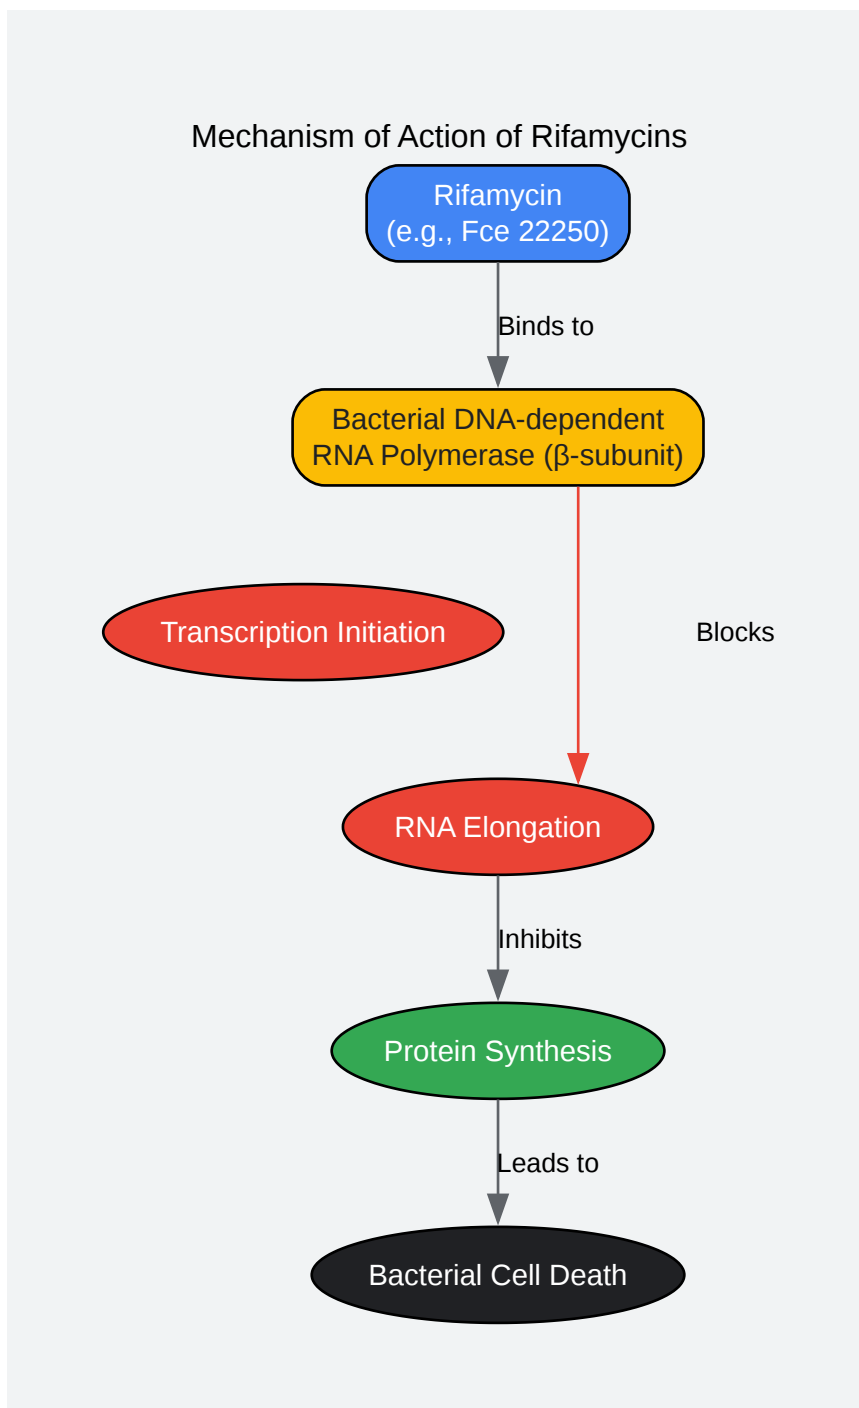 Mechanism of Action of Rifamycins
Rifamycin
(e.g., Fce 22250)
Binds to
Bacterial DNA-dependent
RNA Polymerase (β-subunit)
Transcription Initiation
Blocks
RNA Elongation
Inhibits
Protein Synthesis
Leads to
Bacterial Cell Death